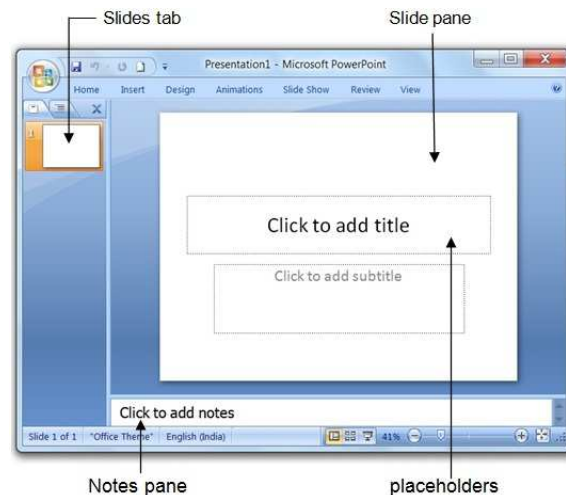 Slides tab
Slide pane
Presentation1 - Microsoft PowerPoint
Home Insert Design Animations Slide Show Review View
1
Click to add title
Click to add subtitle
Click to add notes
Slide 1 of 1 "Office Theme" English (India) 41%
Notes pane
placeholders